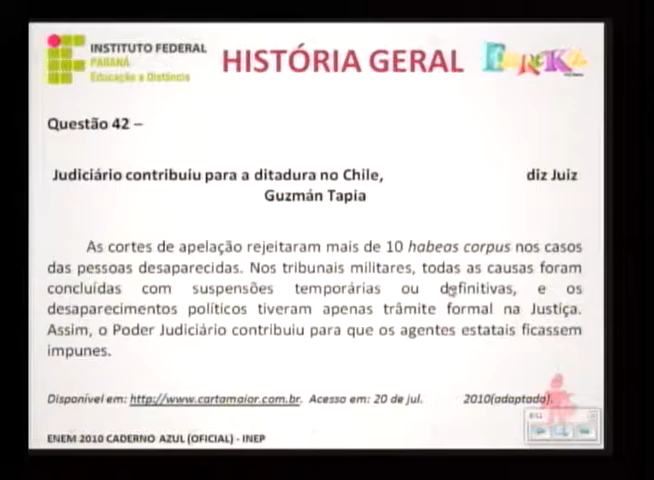 INSTITUTO FEDERAL
PARANÁ
Educação a Distância
HISTÓRIA GERAL
EUREKA
Questão 42 –
Judiciário contribuiu para a ditadura no Chile, diz Juiz
Guzmán Tapia
As cortes de apelação rejeitaram mais de 10 habeas corpus nos casos
das pessoas desaparecidas. Nos tribunais militares, todas as causas foram
concluídas com suspensões temporárias ou definitivas, e os
desaparecimentos políticos tiveram apenas trâmite formal na Justiça.
Assim, o Poder Judiciário contribuiu para que os agentes estatais ficassem
impunes.
Disponível em: http://www.cartamaior.com.br. Acesso em: 20 de jul. 2010(adaptado).
ENEM 2010 CADERNO AZUL (OFICIAL) - INEP